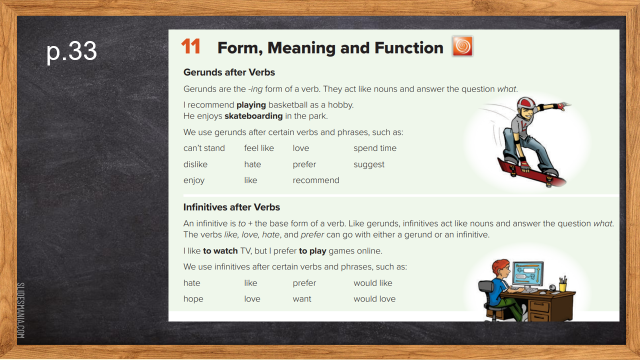 p.33
11 Form, Meaning and Function
Gerunds after Verbs
Gerunds are the -ing form of a verb. They act like nouns and answer the question what.
I recommend playing basketball as a hobby.
He enjoys skateboarding in the park.
We use gerunds after certain verbs and phrases, such as:
can't stand feel like love spend time
dislike hate prefer suggest
enjoy like recommend
Infinitives after Verbs
An infinitive is to + the base form of a verb. Like gerunds, infinitives act like nouns and answer the question what.
The verbs like, love, hate, and prefer can go with either a gerund or an infinitive.
I like to watch TV, but I prefer to play games online.
We use infinitives after certain verbs and phrases, such as:
hate like prefer would like
hope love want would love
SLIDESMANIA.COM